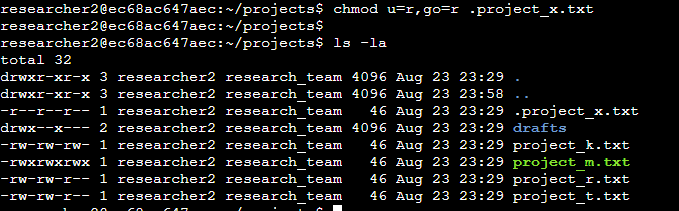 researcher2@ec68ac647aec:~/projects$ chmod u=r,go=r .project_x.txt
researcher2@ec68ac647aec:~/projects$
researcher2@ec68ac647aec:~/projects$ ls -la
total 32
drwxr-xr-x 3 researcher2 research_team 4096 Aug 23 23:29 .
drwxr-xr-x 3 researcher2 research_team 4096 Aug 23 23:58 ..
-r--r--r-- 1 researcher2 research_team   46 Aug 23 23:29 .project_x.txt
drwx--x--- 2 researcher2 research_team 4096 Aug 23 23:29 drafts
-rw-rw-rw- 1 researcher2 research_team   46 Aug 23 23:29 project_k.txt
-rwxrwxrwx 1 researcher2 research_team   46 Aug 23 23:29 project_m.txt
-rw-rw-r-- 1 researcher2 research_team   46 Aug 23 23:29 project_r.txt
-rw-rw-r-- 1 researcher2 research_team   46 Aug 23 23:29 project_t.txt
researcher2@ec68ac647aec:~/projects$